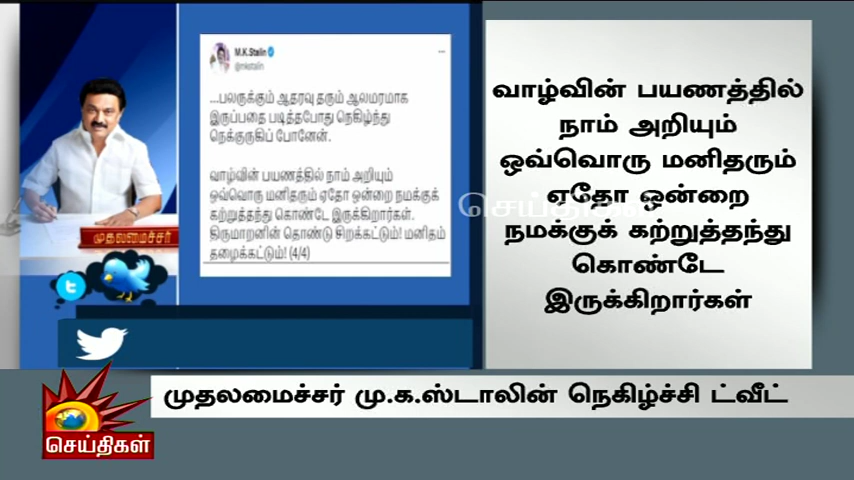 M.K.Stalin
@mkstalin
...பலருக்கும் ஆதரவு தரும் ஆலமரமாக
இருப்பதை படித்தபோது நெகிழ்ந்து
நெக்குருகிப் போனேன்.
வாழ்வின் பயணத்தில் நாம் அறியும்
ஒவ்வொரு மனிதரும் ஏதோ ஒன்றை நமக்குக்
கற்றுத்தந்து கொண்டே இருக்கிறார்கள்.
திருமாறனின் தொண்டு சிறக்கட்டும்! மனிதம்
தழைக்கட்டும்! (4/4)
முதலமைச்சர்
வாழ்வின் பயணத்தில்
நாம் அறியும்
ஒவ்வொரு மனிதரும்
ஏதோ ஒன்றை
நமக்குக் கற்றுத்தந்து
கொண்டே
இருக்கிறார்கள்
செய்திகள்
முதலமைச்சர் மு.க.ஸ்டாலின் நெகிழ்ச்சி ட்வீட்
செய்திகள்